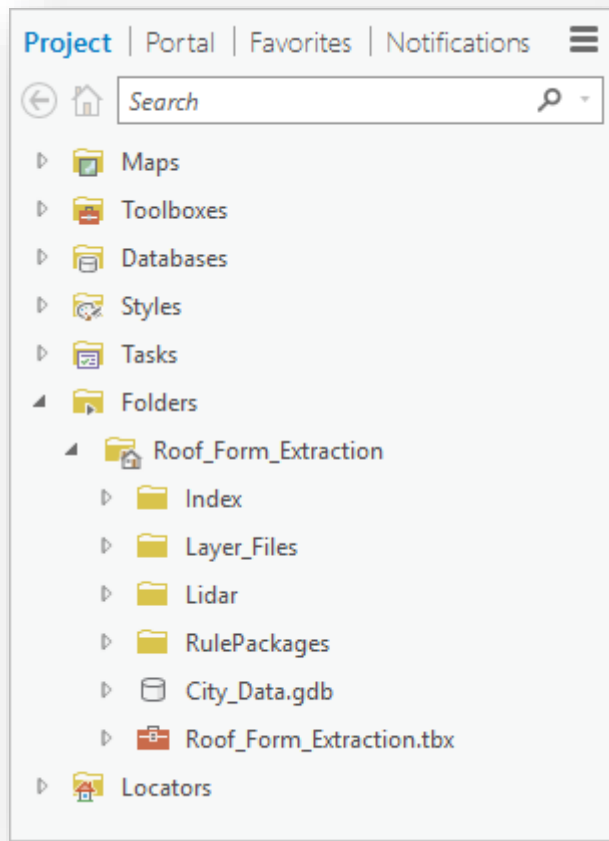 Project | Portal | Favorites | Notifications
Search
Maps
Toolboxes
Databases
Styles
Tasks
Folders
Roof_Form_Extraction
Index
Layer_Files
Lidar
RulePackages
City_Data.gdb
Roof_Form_Extraction.tbx
Locators